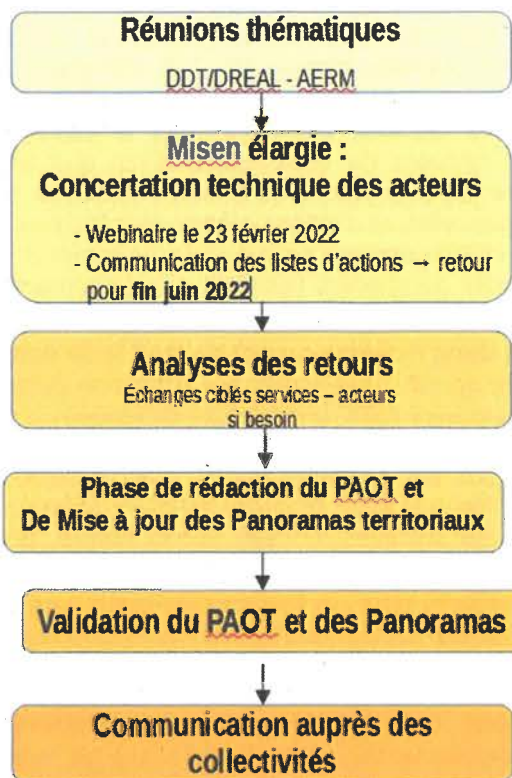 Réunions thématiques
DDT/DREAL - AERM
Misen élargie :
Concertation technique des acteurs
- Webinaire le 23 février 2022
- Communication des listes d'actions → retour
pour fin juin 2022
Analyses des retours
Échanges ciblés services – acteurs
si besoin
Phase de rédaction du PAOT et
De Mise à jour des Panoramas territoriaux
Validation du PAOT et des Panoramas
Communication auprès des
collectivités